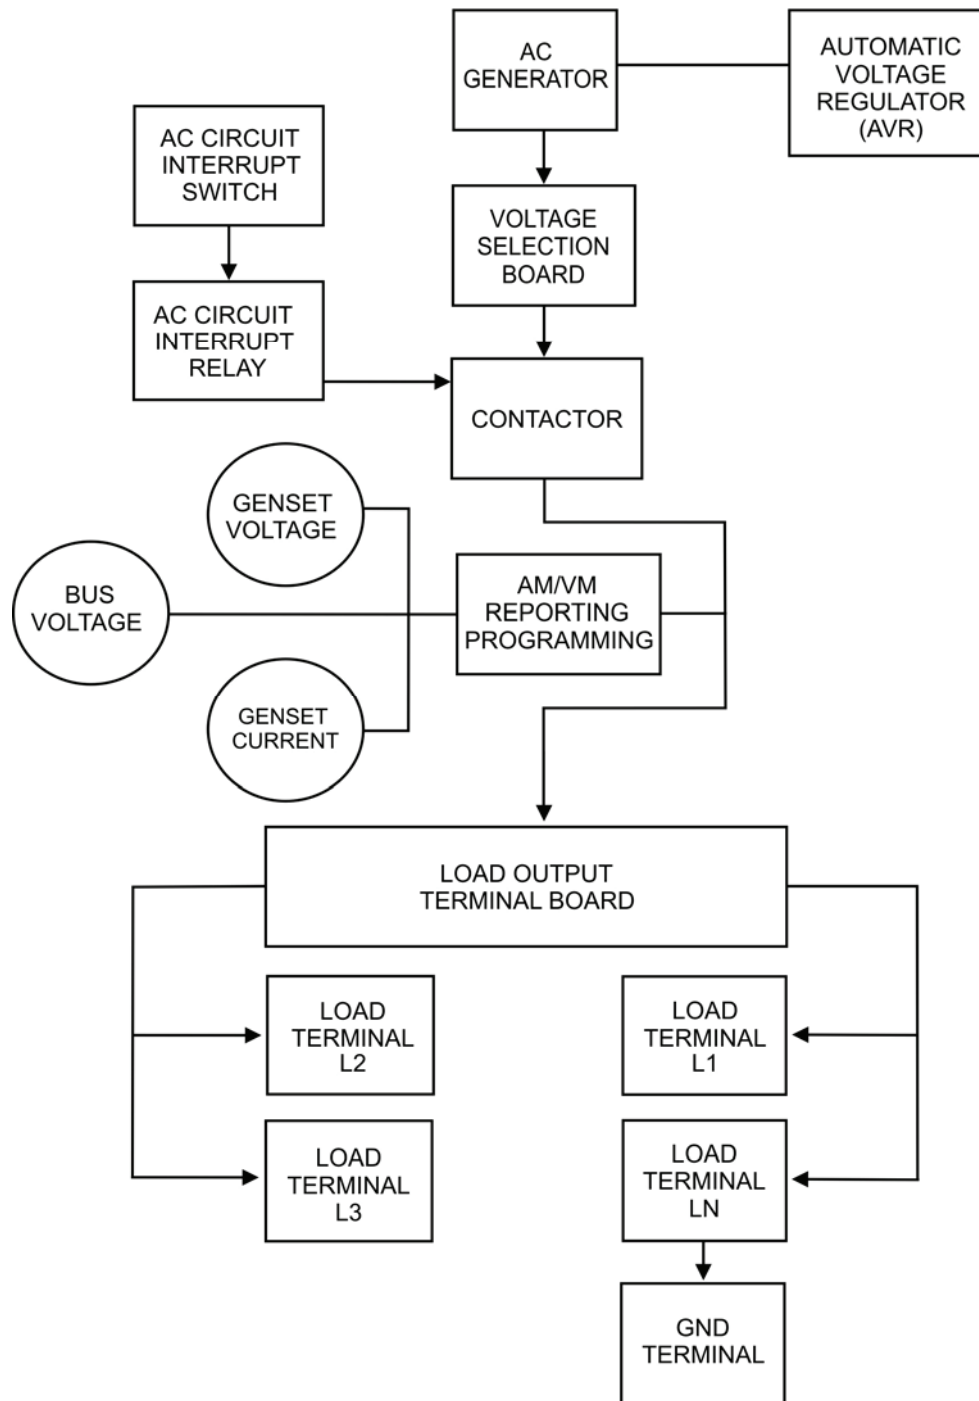 AC
GENERATOR
AUTOMATIC
VOLTAGE
REGULATOR
(AVR)
AC CIRCUIT
INTERRUPT
SWITCH
VOLTAGE
SELECTION
BOARD
AC CIRCUIT
INTERRUPT
RELAY
CONTACTOR
GENSET
VOLTAGE
BUS
VOLTAGE
AM/VM
REPORTING
PROGRAMMING
GENSET
CURRENT
LOAD OUTPUT
TERMINAL BOARD
LOAD
TERMINAL
L2
LOAD
TERMINAL
L1
LOAD
TERMINAL
L3
LOAD
TERMINAL
LN
GND
TERMINAL